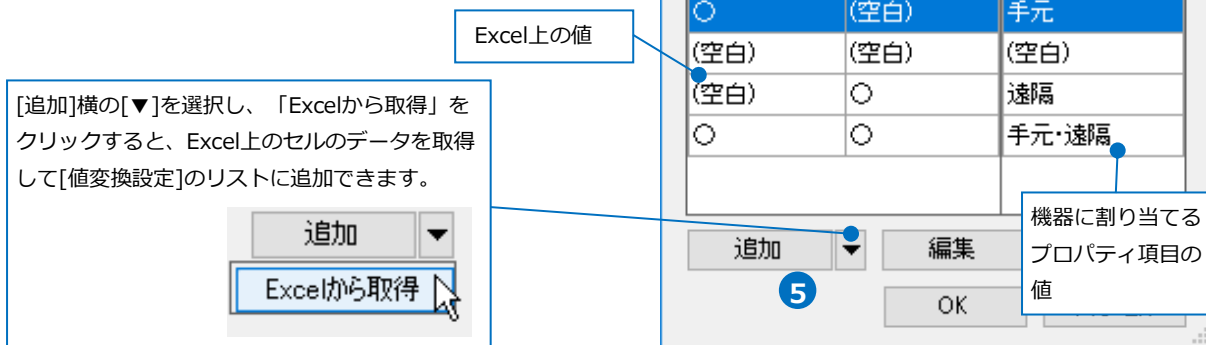 Excel上の値
○ (空白) 手元
(空白) (空白) (空白)
(空白) ○ 遠隔
○ ○ 手元・遠隔
[追加]横の[▼]を選択し、「Excelから取得」を
クリックすると、Excel上のセルのデータを取得
して[値変換設定]のリストに追加できます。
追加 ▼
Excelから取得
追加 ▼ 編集
5
OK
機器に割り当てる
プロパティ項目の
値